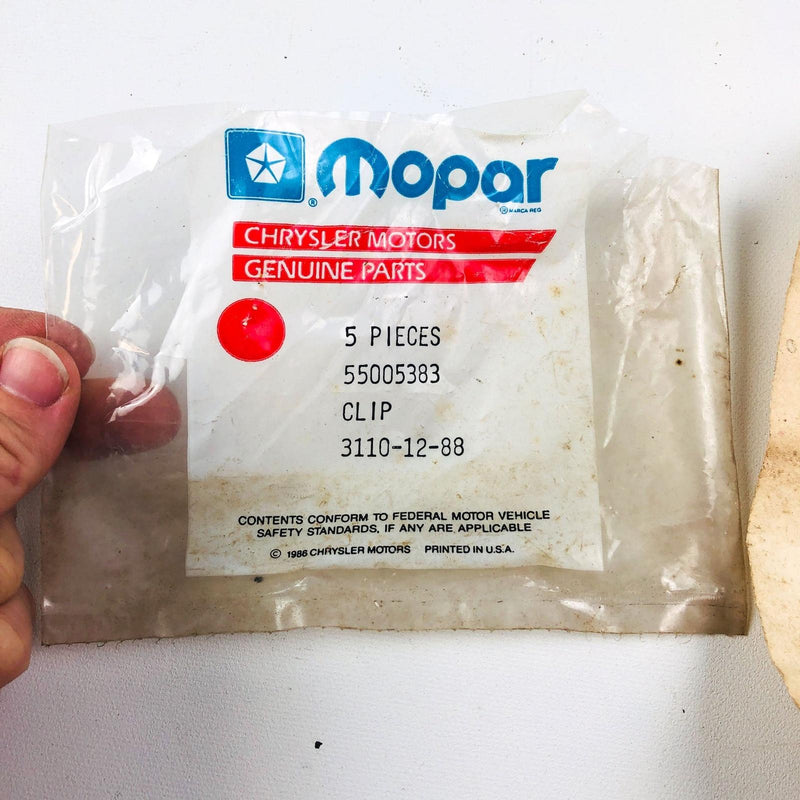 mopar
® ® MARCA REG
CHRYSLER MOTORS
GENUINE PARTS
5 PIECES
55005383
CLIP
3110-12-88
CONTENTS CONFORM TO FEDERAL MOTOR VEHICLE
SAFETY STANDARDS, IF ANY ARE APPLICABLE
© 1986 CHRYSLER MOTORS PRINTED IN U.S.A.